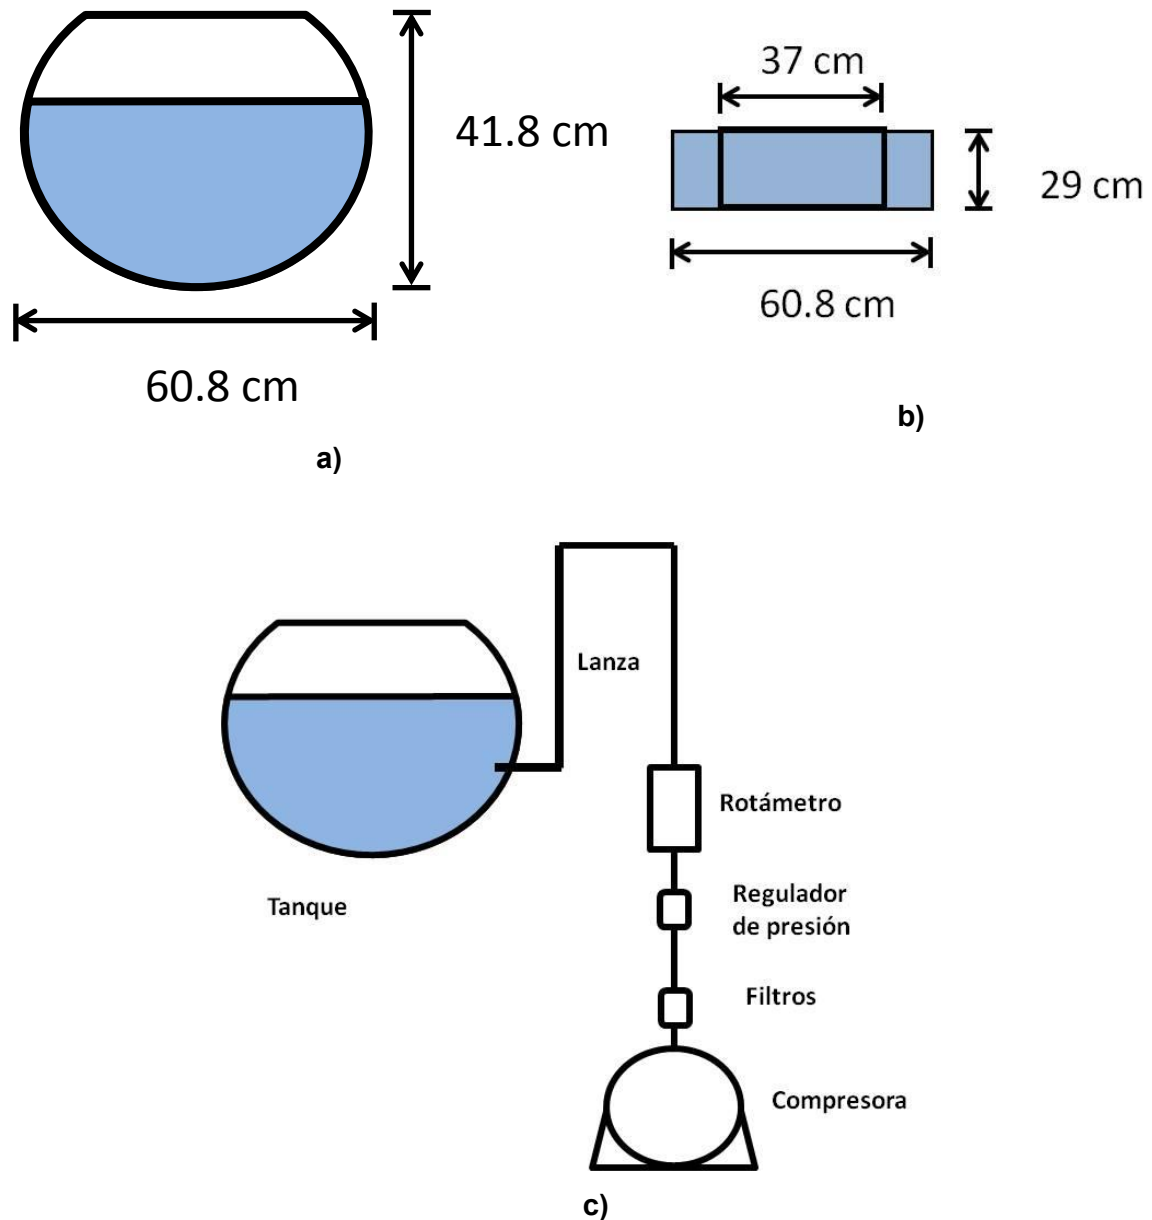 41.8 cm
60.8 cm
a)
37 cm
29 cm
60.8 cm
b)
Lanza
Rotámetro
Tanque
Regulador
de presión
Filtros
Compresora
c)